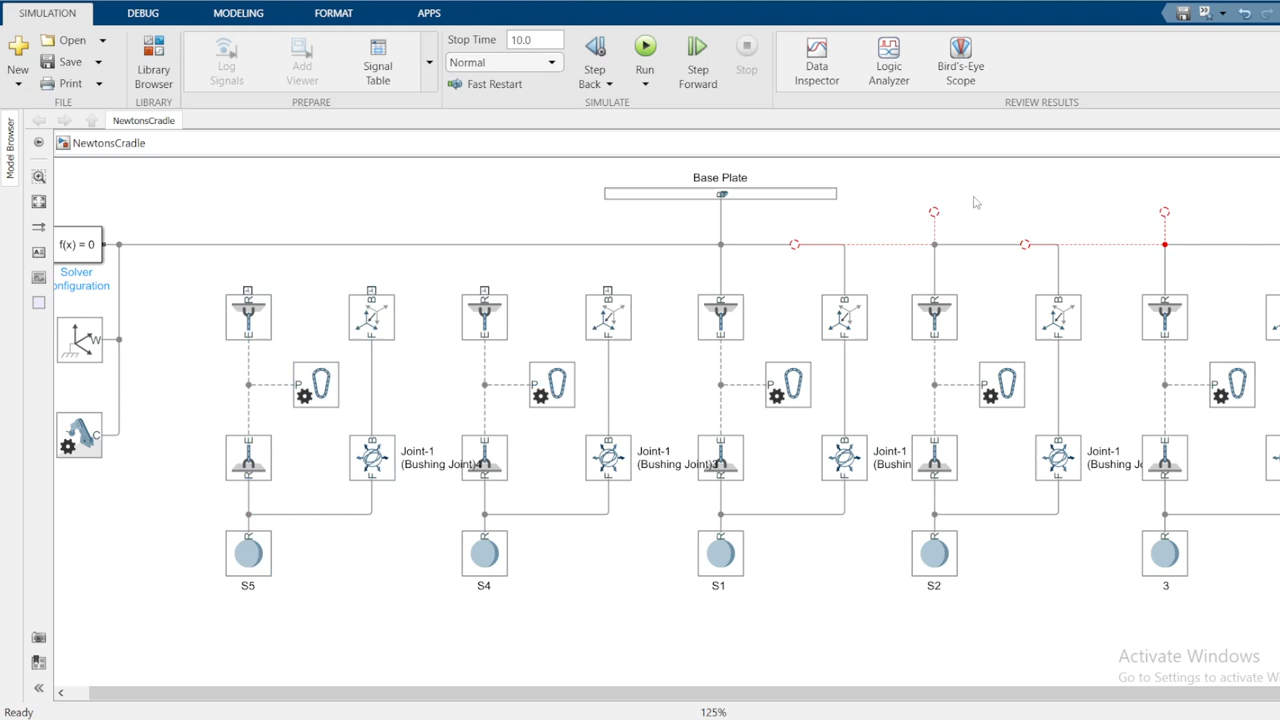 SIMULATION
DEBUG
MODELING
FORMAT
APPS
New
Open
Save
Print
FILE
Library
Browser
LIBRARY
Log
Signals
Add
Viewer
Signal
Table
PREPARE
Stop Time
10.0
Normal
Fast Restart
Step
Back
Run
Step
Forward
Stop
SIMULATE
Data
Inspector
Logic
Analyzer
Bird's-Eye
Scope
REVIEW RESULTS
Model Browser
NewtonsCradle
NewtonsCradle
Base Plate
f(x) = 0
Solver
onfiguration
W
C
R
B
R
B
R
B
R
B
R
E
F
E
F
E
F
E
F
E
P
P
P
P
P
E
B
E
B
E
B
E
B
E
Joint-1
(Bushing Joint)4
Joint-1
(Bushing Joint)3
Joint-1
(Bushin
Joint-1
(Bushing Jo
R
F
R
F
R
F
R
F
R
R
R
R
R
R
S5
S4
S1
S2
3
Activate Windows
Go to Settings to activate W
Ready
125%